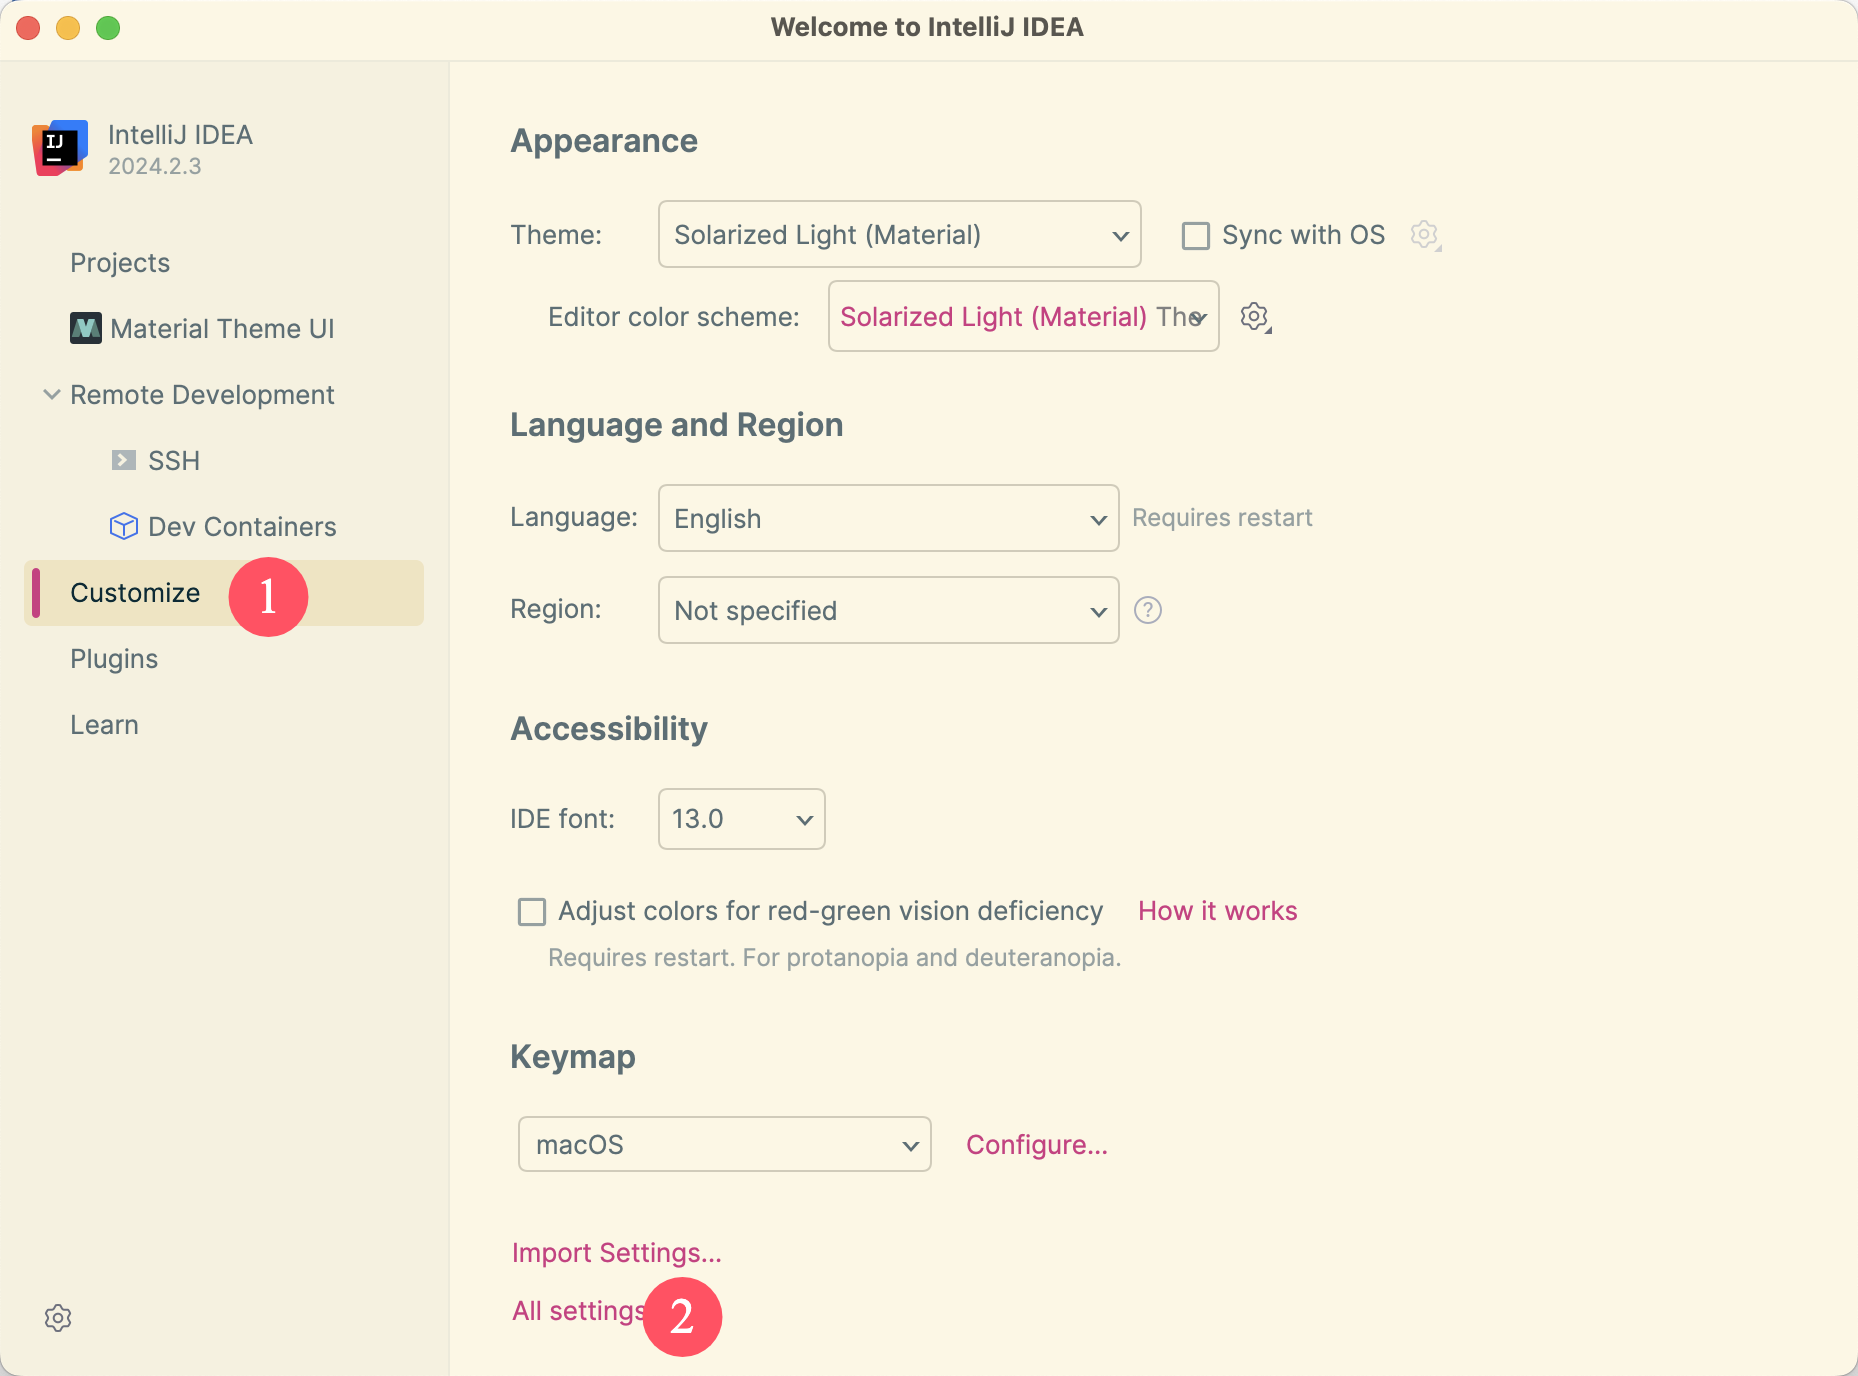 Welcome to IntelliJ IDEA
IJ
IntelliJ IDEA
2024.2.3
Projects
Material Theme UI
Remote Development
SSH
Dev Containers
Customize 1
Plugins
Learn
Appearance
Theme: Solarized Light (Material) Sync with OS
Editor color scheme: Solarized Light (Material) The
Language and Region
Language: English Requires restart
Region: Not specified ?
Accessibility
IDE font: 13.0
Adjust colors for red-green vision deficiency How it works
Requires restart. For protanopia and deuteranopia.
Keymap
macOS Configure...
Import Settings...
All settings 2